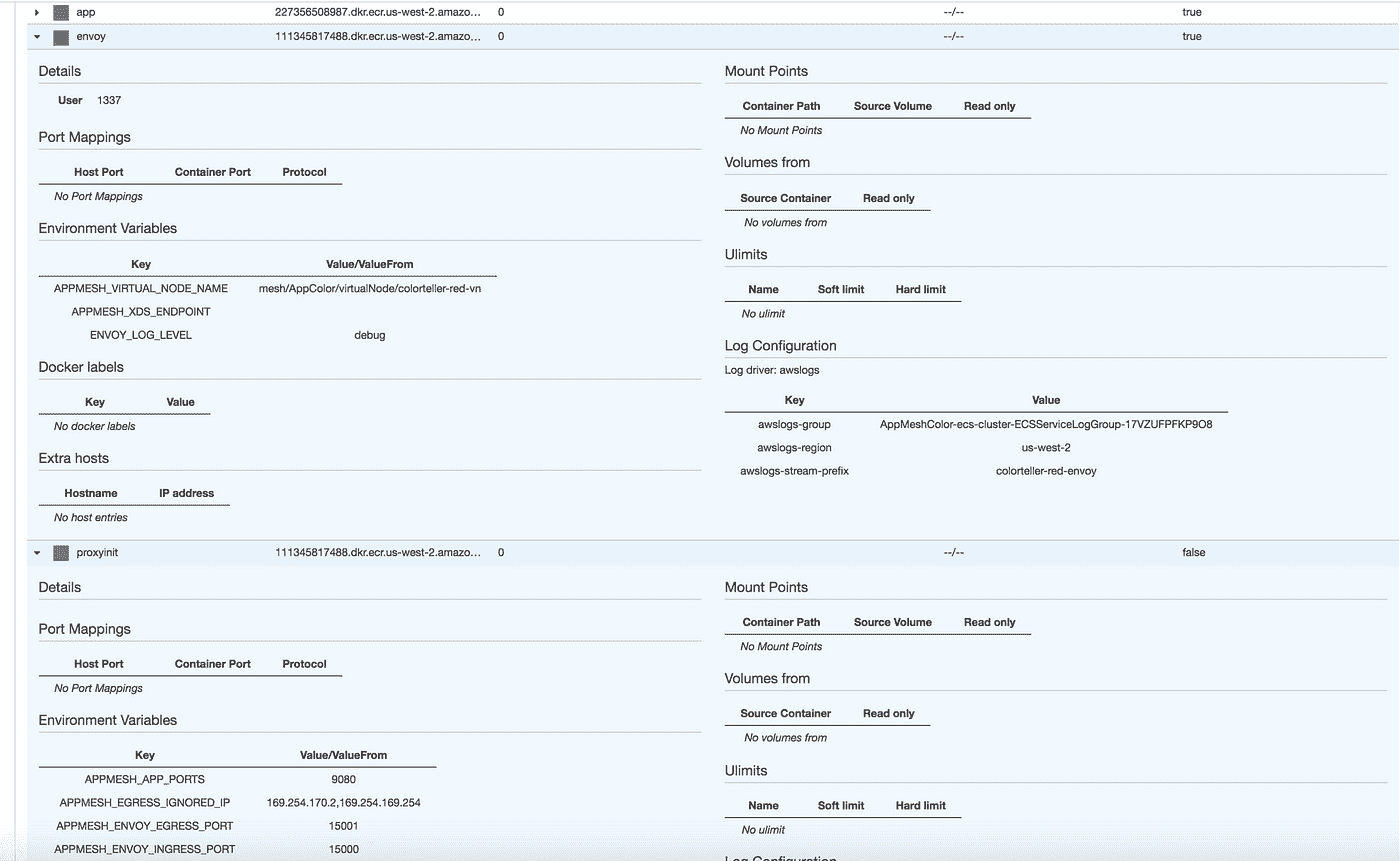 app 227356508987.dkr.ecr.us-west-2.amazo... 0 --/-- true
envoy 111345817488.dkr.ecr.us-west-2.amazo... 0 --/-- true
Details
User 1337
Port Mappings
Host Port Container Port Protocol
No Port Mappings
Environment Variables
Key Value/ValueFrom
APPMESH_VIRTUAL_NODE_NAME mesh/AppColor/virtualNode/colorteller-red-vn
APPMESH_XDS_ENDPOINT
ENVOY_LOG_LEVEL debug
Docker labels
Key Value
No docker labels
Extra hosts
Hostname IP address
No host entries
Mount Points
Container Path Source Volume Read only
No Mount Points
Volumes from
Source Container Read only
No volumes from
Ulimits
Name Soft limit Hard limit
No ulimit
Log Configuration
Log driver: awslogs
Key Value
awslogs-group AppMeshColor-ecs-cluster-ECSServiceLogGroup-17VZUFPFKP9O8
awslogs-region us-west-2
awslogs-stream-prefix colorteller-red-envoy
proxyinit 111345817488.dkr.ecr.us-west-2.amazo... 0 --/-- false
Details
Port Mappings
Host Port Container Port Protocol
No Port Mappings
Environment Variables
Key Value/ValueFrom
APPMESH_APP_PORTS 9080
APPMESH_EGRESS_IGNORED_IP 169.254.170.2,169.254.169.254
APPMESH_ENVOY_EGRESS_PORT 15001
APPMESH_ENVOY_INGRESS_PORT 15000
Mount Points
Container Path Source Volume Read only
No Mount Points
Volumes from
Source Container Read only
No volumes from
Ulimits
Name Soft limit Hard limit
No ulimit
Log Configuration